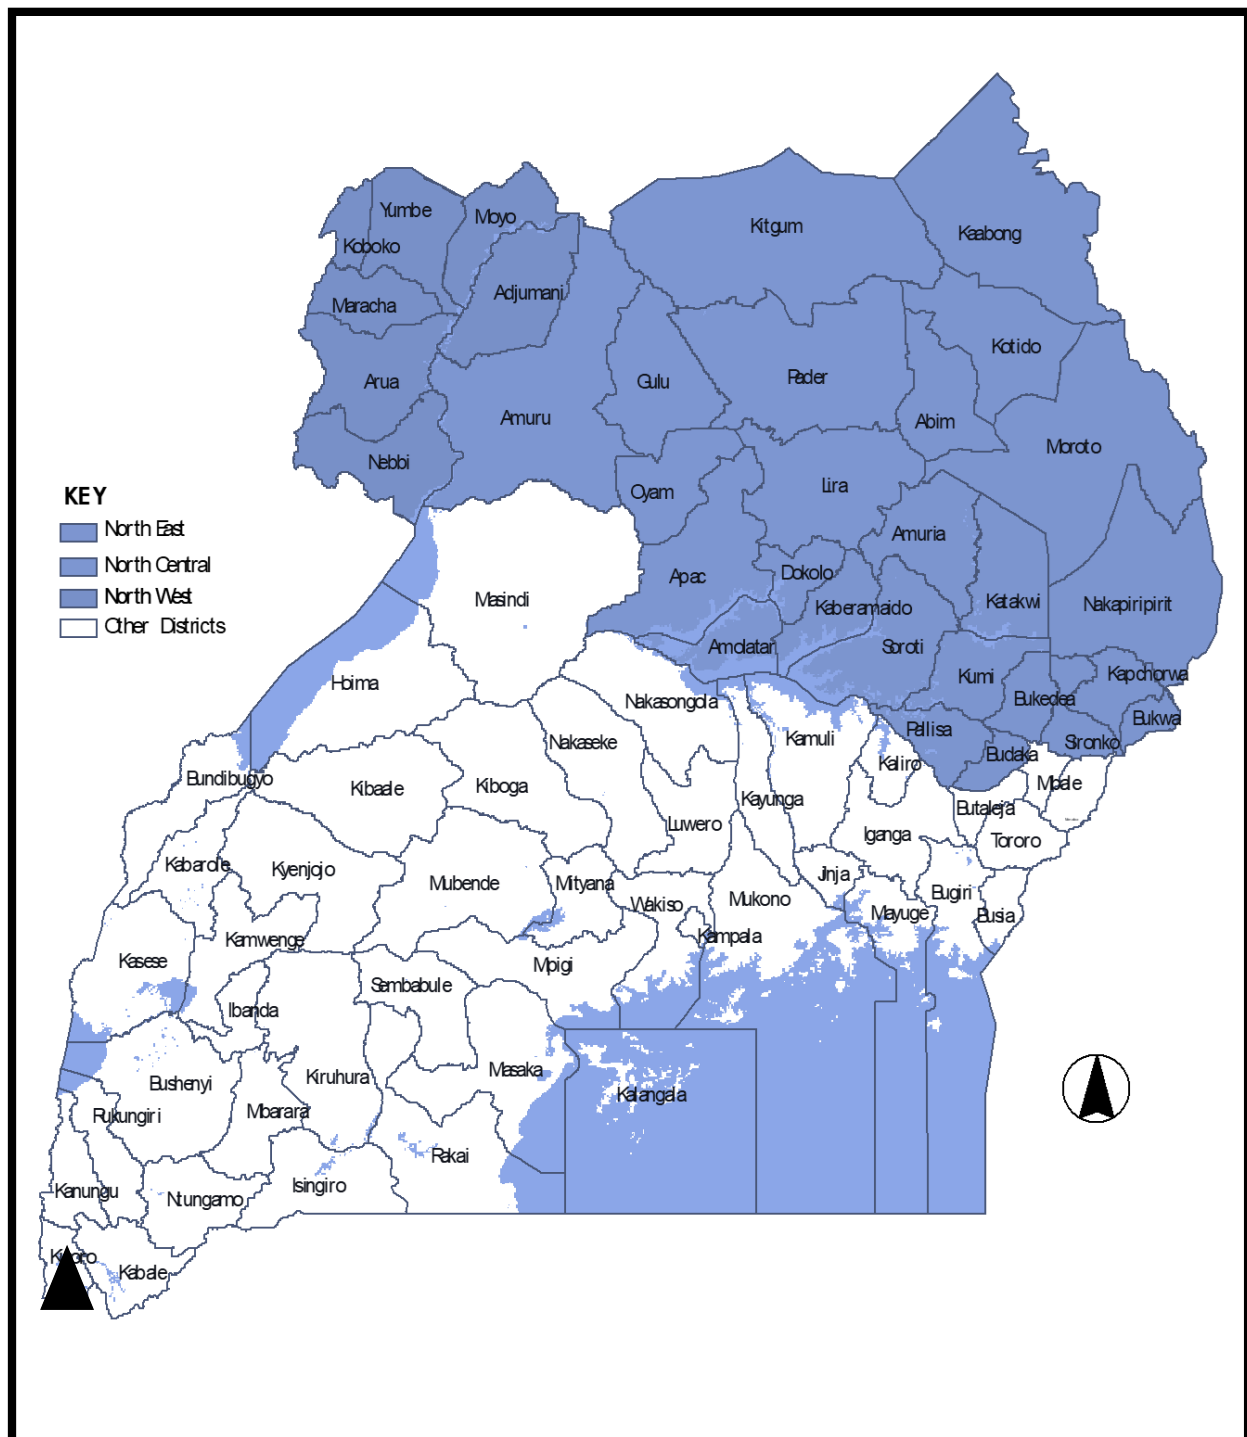 Yumbe
Moyo
Koboko
Kitgum
Kaabong
Maracha
Adjumani
Arua
Gulu
Pader
Kotido
Amuru
Abim
Moroto
Nebbi
Oyam
Lira
KEY
North East
North Central
North West
Other Districts
Amuria
Apac
Dokolo
Masindi
Kaberamaido
Katakwi
Nakapiripirit
Amolatar
Soroti
Kumi
Kapchorwa
Hoima
Nakasongola
Bukedea
Bukwa
Pallisa
Kamuli
Sironko
Nakaseke
Budaka
Kaliro
Bundibugyo
Kibaale
Kiboga
Mbale
Kayunga
Butaleja
Luwero
Iganga
Tororo
Kabarole
Kyenjojo
Mubende
Mityana
Jinja
Bugiri
Wakiso
Mukono
Mayuge
Busia
Kamwenge
Kampala
Kasese
Mpigi
Sembabule
Ibanda
Masaka
Bushenyi
Kiruhura
Kalangala
Rukungiri
Mbarara
Rakai
Kanungu
Ntungamo
Isingiro
Kabale